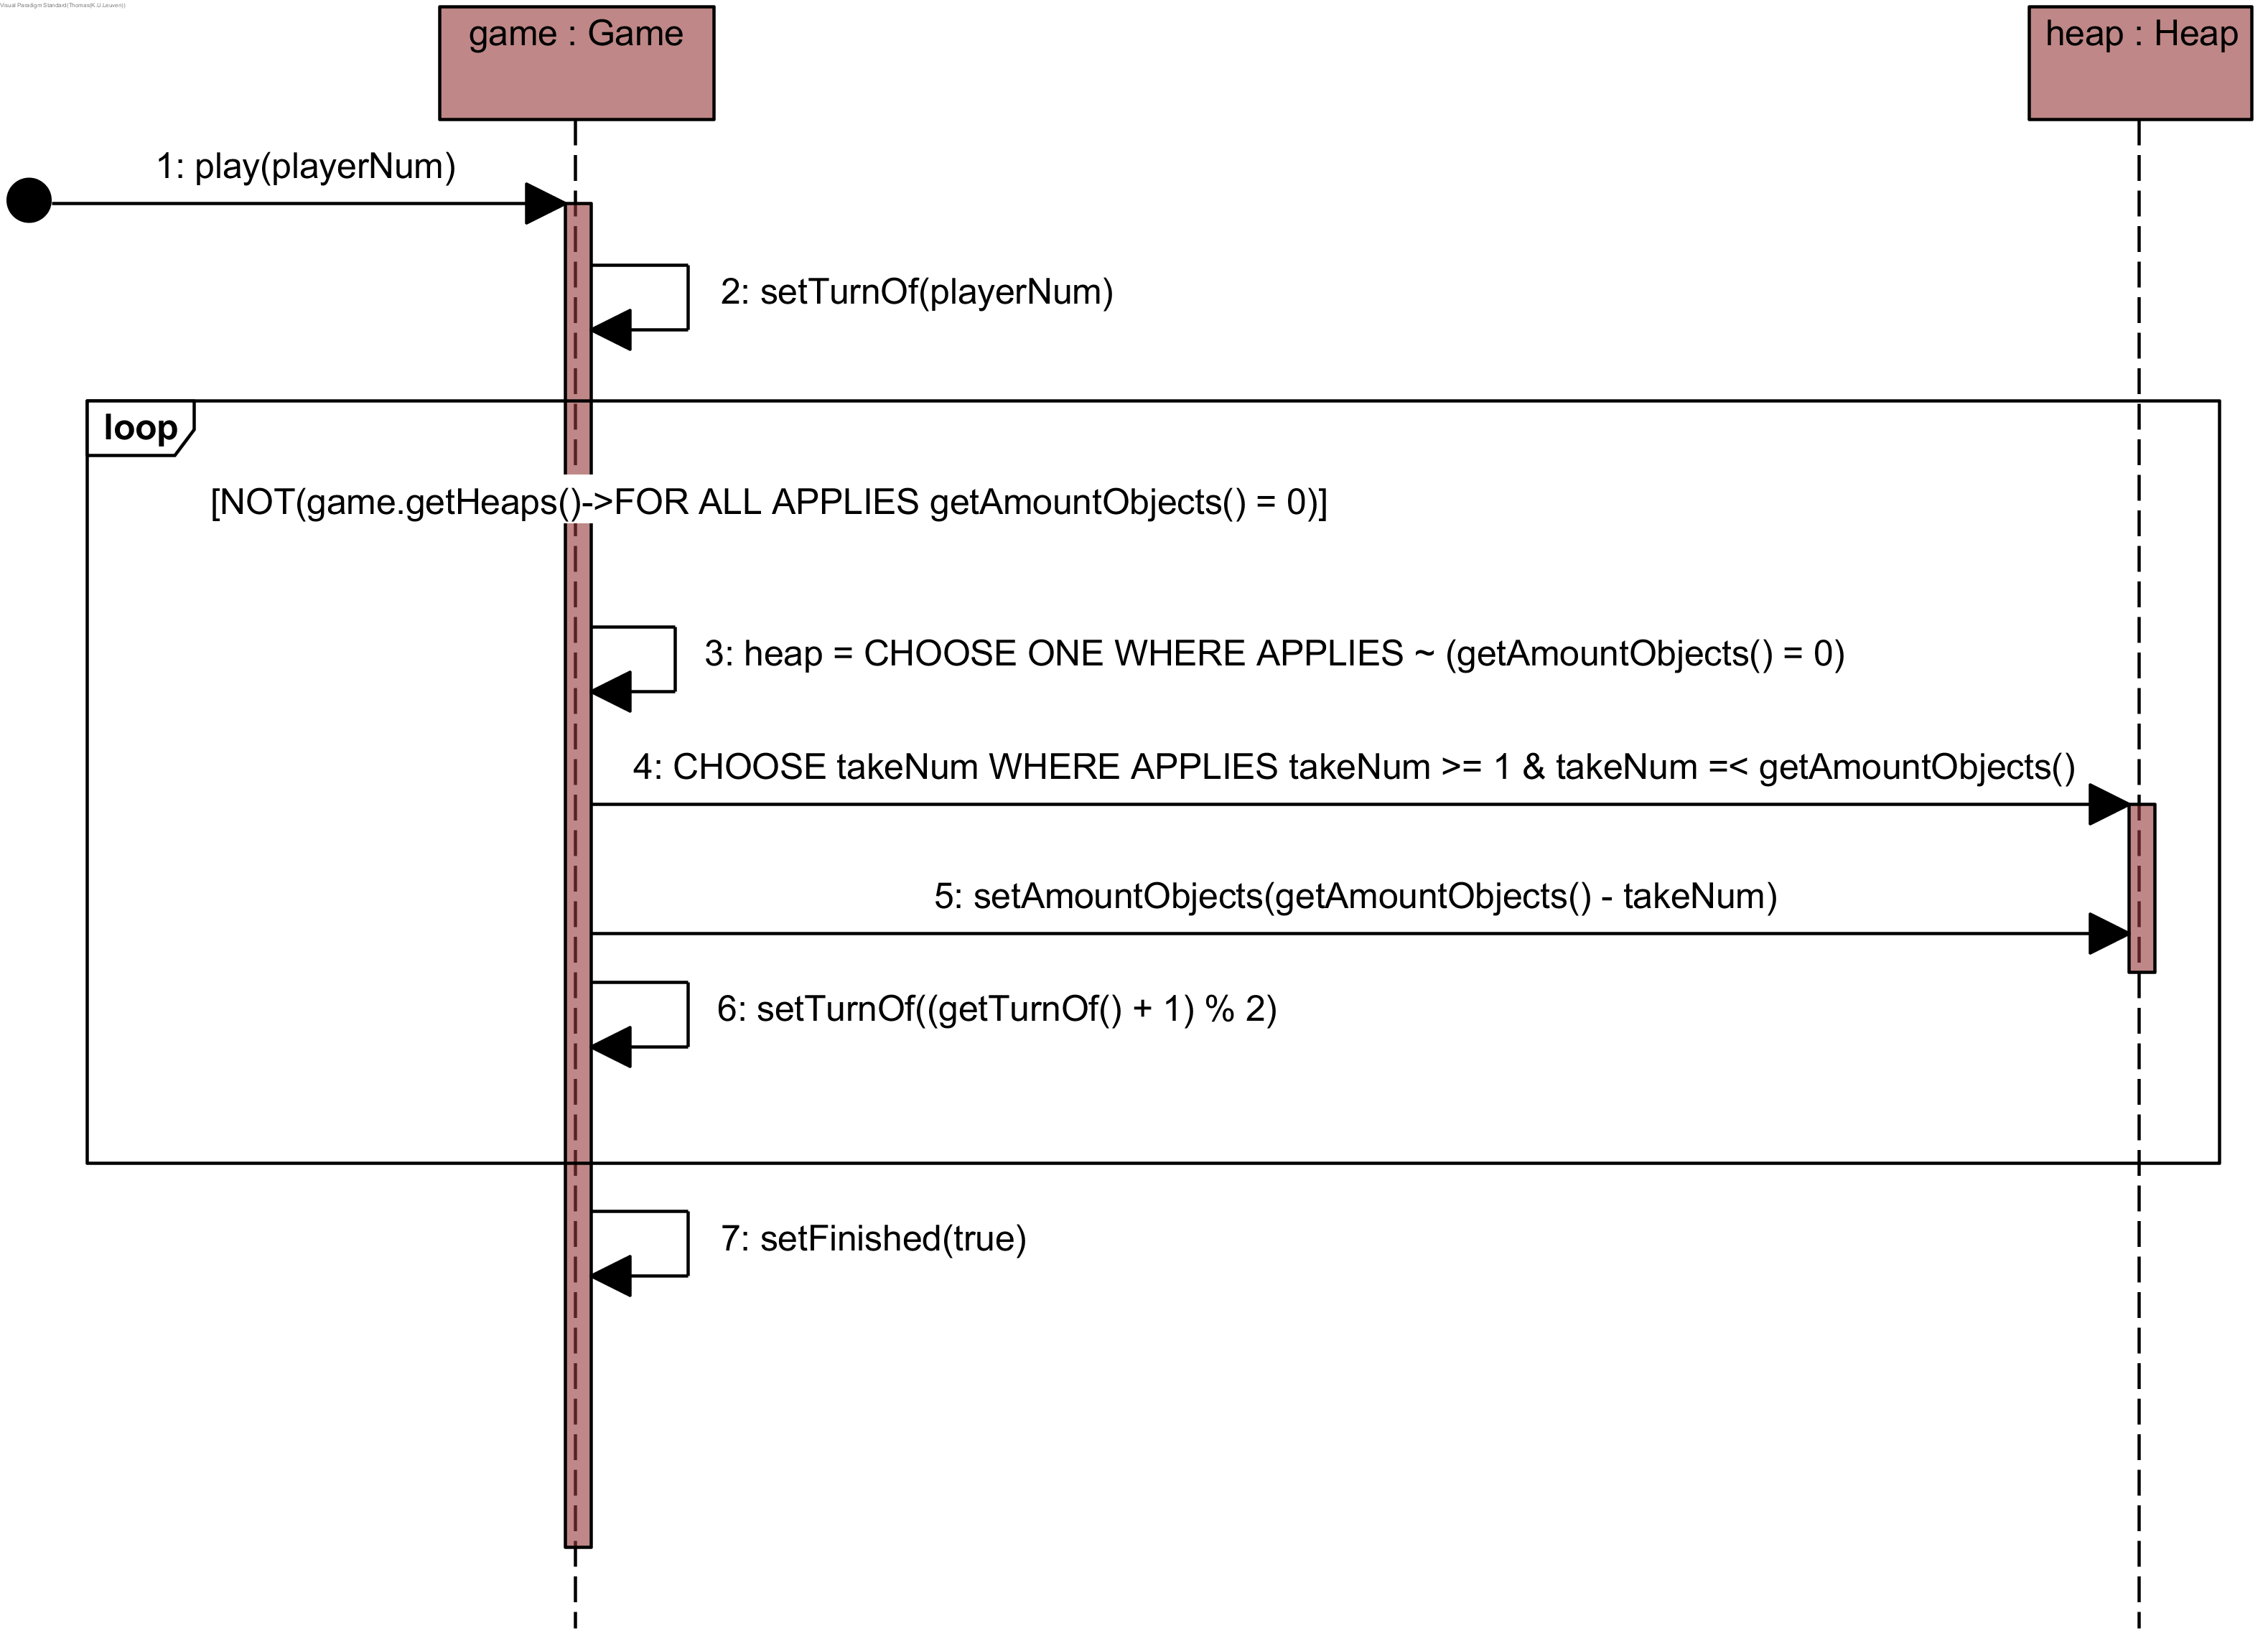 Visual Paradigm Standard(Thomas(K.U.Leuven))
game : Game
heap : Heap
1: play(playerNum)
2: setTurnOf(playerNum)
loop
[NOT(game.getHeaps()->FOR ALL APPLIES getAmountObjects() = 0)]
3: heap = CHOOSE ONE WHERE APPLIES ~ (getAmountObjects() = 0)
4: CHOOSE takeNum WHERE APPLIES takeNum >= 1 & takeNum =< getAmountObjects()
5: setAmountObjects(getAmountObjects() - takeNum)
6: setTurnOf((getTurnOf() + 1) % 2)
7: setFinished(true)